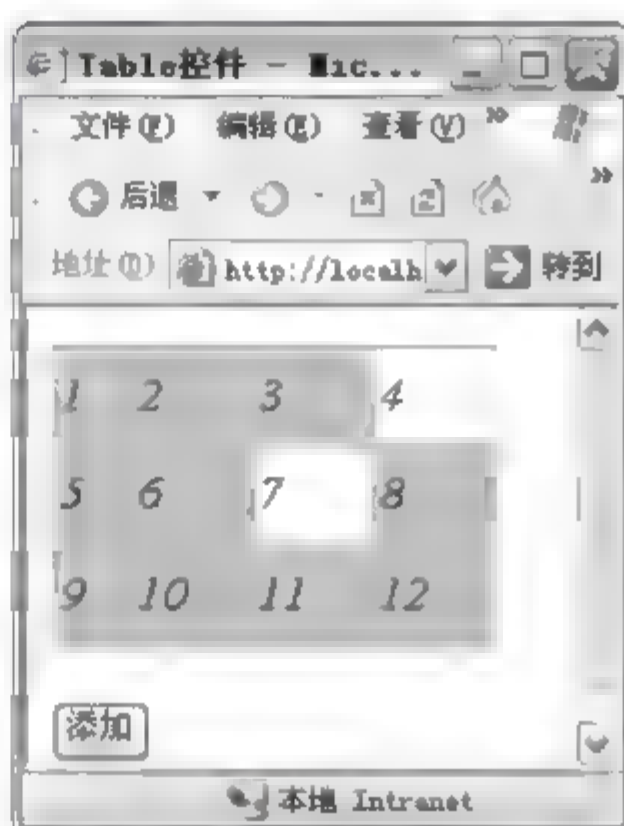 Table控件 - Mic...
文件(F) 编辑(E) 查看(V) »
后退 »
地址(D) http://localh 转到
1 2 3 4
5 6 7 8
9 10 11 12
添加
本地 Intranet